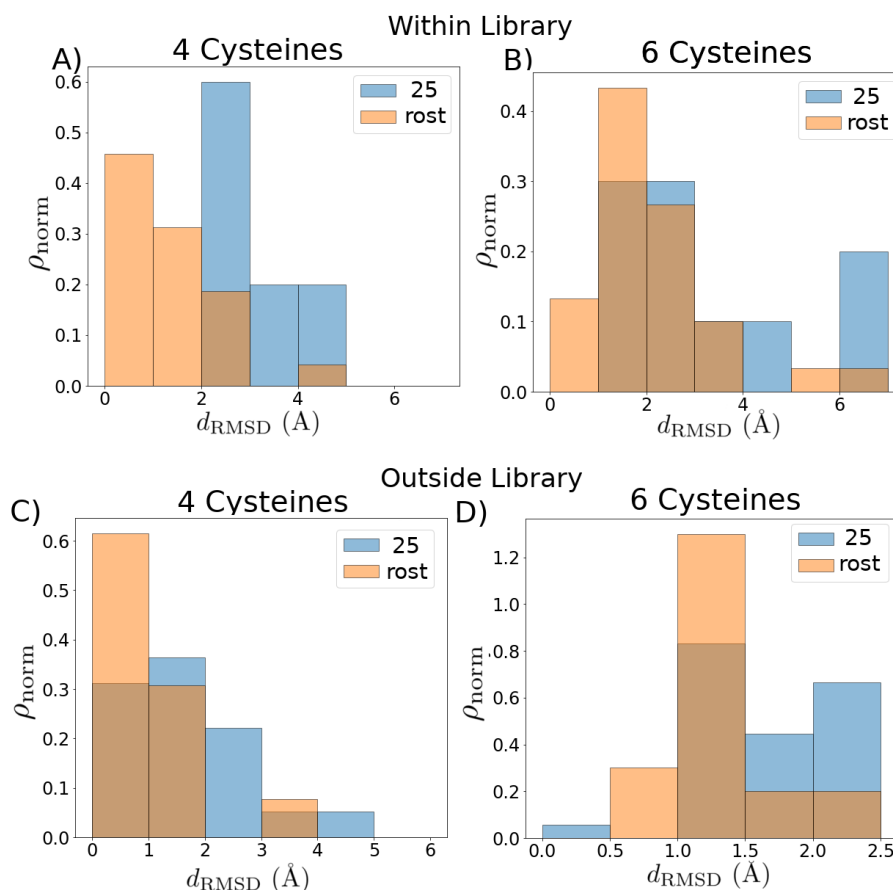 Within Library
A) 4 Cysteines
0.6
0.5
0.4
0.3
0.2
0.1
0.0
ρnorm
0 2 4 6
dRMSD (Å)
25
rost
B) 6 Cysteines
0.4
0.3
0.2
0.1
0.0
ρnorm
0 2 4 6
dRMSD (Å)
25
rost
Outside Library
C) 4 Cysteines
0.6
0.5
0.4
0.3
0.2
0.1
0.0
ρnorm
0 1 2 3 4 5 6
dRMSD (Å)
25
rost
D) 6 Cysteines
1.2
1.0
0.8
0.6
0.4
0.2
0.0
ρnorm
0.0 0.5 1.0 1.5 2.0 2.5
dRMSD (Å)
25
rost